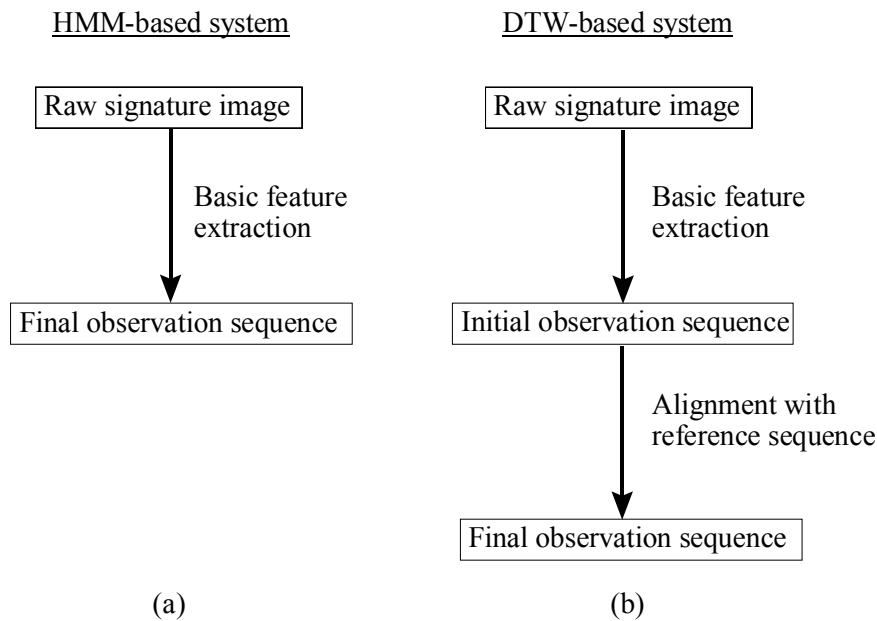 HMM-based system
Raw signature image
Basic feature
extraction
Final observation sequence
(a)
DTW-based system
Raw signature image
Basic feature
extraction
Initial observation sequence
Alignment with
reference sequence
Final observation sequence
(b)